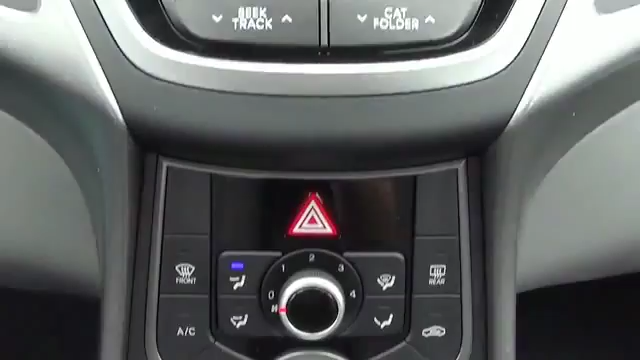 SEEK
TRACK
CAT
FOLDER
2
1 3
0 4
FRONT
REAR
A/C